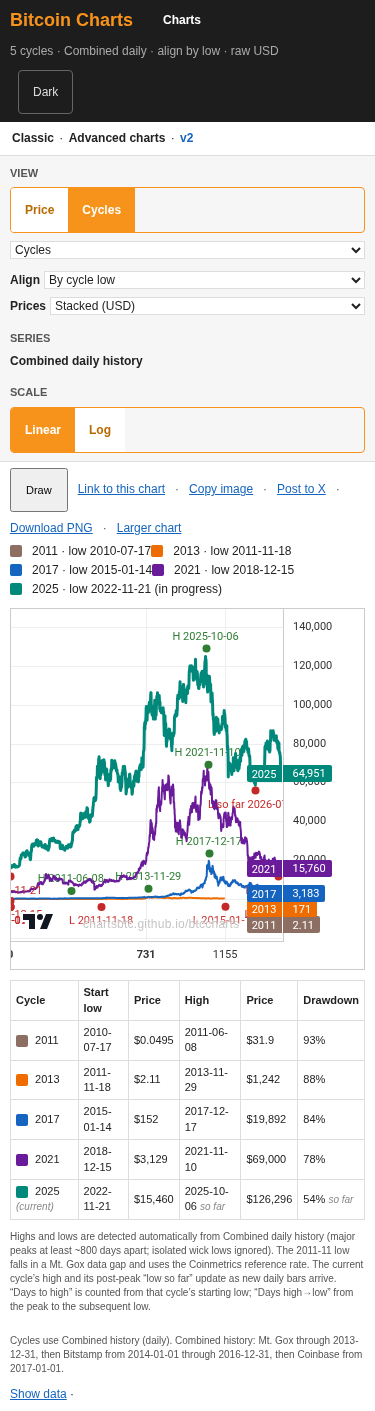 Bitcoin Charts Charts
5 cycles · Combined daily · align by low · raw USD
Dark
Classic · Advanced charts · v2
VIEW
Price Cycles
Cycles
Align By cycle low
Prices Stacked (USD)
SERIES
Combined daily history
SCALE
Linear Log
Draw Link to this chart · Copy image · Post to X ·
Download PNG · Larger chart
2011 · low 2010-07-17 2013 · low 2011-11-18
2017 · low 2015-01-14 2021 · low 2018-12-15
2025 · low 2022-11-21 (in progress)
140,000
H 2025-10-06
120,000
100,000
80,000
H 2021-11-10
2025 64,951
60,000
L so far 2026-07
40,000
H 2017-12-17
20,000
2021 15,760
H 2011-06-08 H 2013-11-29
2017 3,183
2013 171
L 2011-11-18 L 2015-01-
chartsbtc.github.io/btccharts
2011 2.11
731 1155
Cycle Start low Price High Price Drawdown
2011 2010-07-17 $0.0495 2011-06-08 $31.9 93%
2013 2011-11-18 $2.11 2013-11-29 $1,242 88%
2017 2015-01-14 $152 2017-12-17 $19,892 84%
2021 2018-12-15 $3,129 2021-11-10 $69,000 78%
2025 (current) 2022-11-21 $15,460 2025-10-06 so far $126,296 54% so far
Highs and lows are detected automatically from Combined daily history (major
peaks at least ~800 days apart; isolated wick lows ignored). The 2011-11 low
falls in a Mt. Gox data gap and uses the Coinmetrics reference rate. The current
cycle's high and its post-peak “low so far” update as new daily bars arrive.
“Days to high” is counted from that cycle's starting low; “Days high→low” from
the peak to the subsequent low.
Cycles use Combined history (daily). Combined history: Mt. Gox through 2013-
12-31, then Bitstamp from 2014-01-01 through 2016-12-31, then Coinbase from
2017-01-01.
Show data ·